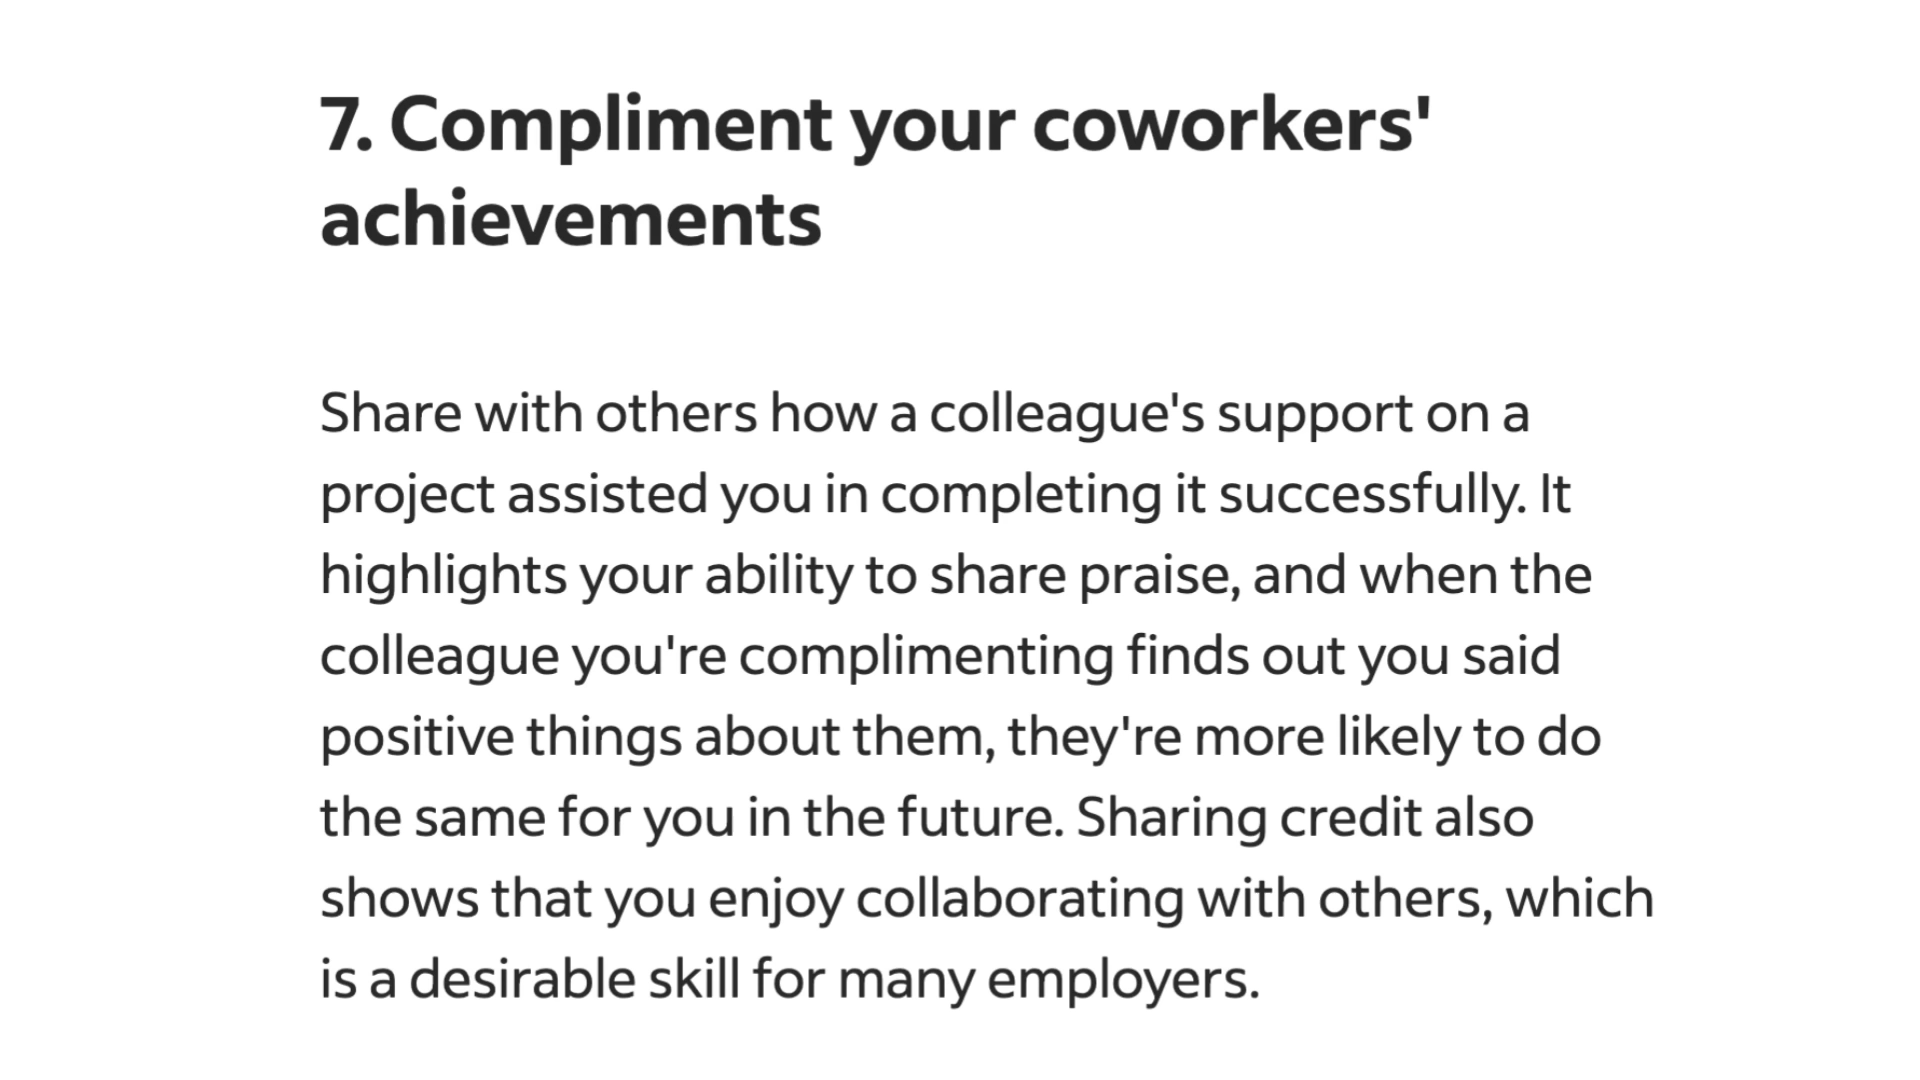 7. Compliment your coworkers'
achievements
Share with others how a colleague's support on a
project assisted you in completing it successfully. It
highlights your ability to share praise, and when the
colleague you're complimenting finds out you said
positive things about them, they're more likely to do
the same for you in the future. Sharing credit also
shows that you enjoy collaborating with others, which
is a desirable skill for many employers.